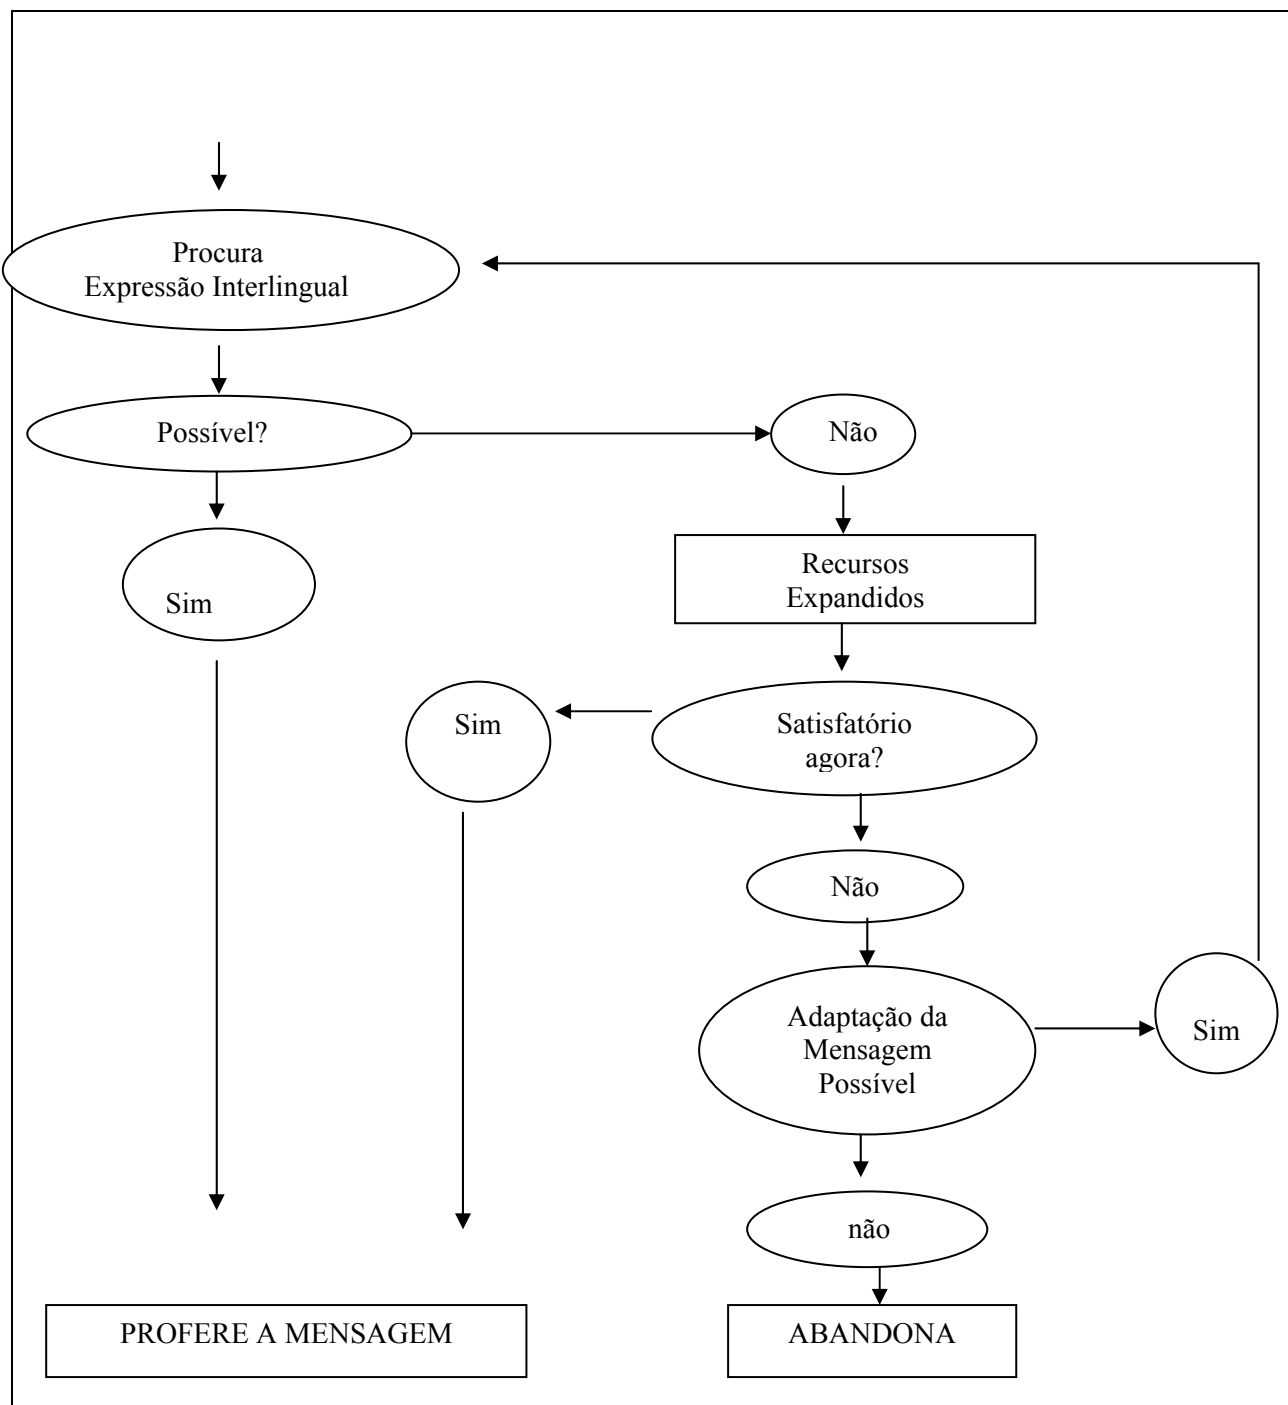 Procura
Expressão Interlingual
Possível?
Não
Sim
Recursos
Expandidos
Sim
Satisfatório
agora?
Não
Adaptação da
Mensagem
Possível
Sim
não
PROFERE A MENSAGEM
ABANDONA